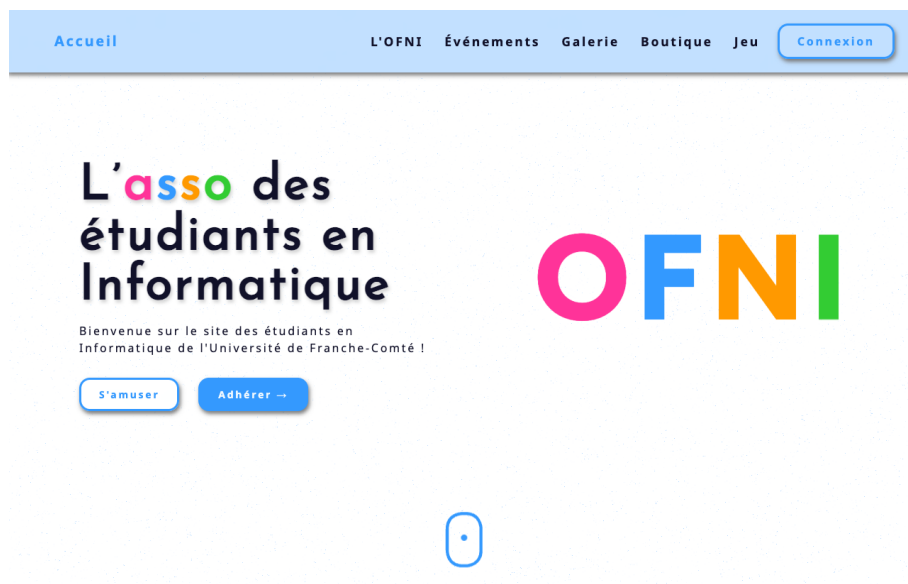 Accueil L'OFNI Événements Galerie Boutique Jeu Connexion
L'asso des
étudiants en
Informatique
OFNI
Bienvenue sur le site des étudiants en
Informatique de l'Université de Franche-Comté !
S'amuser Adhérer →